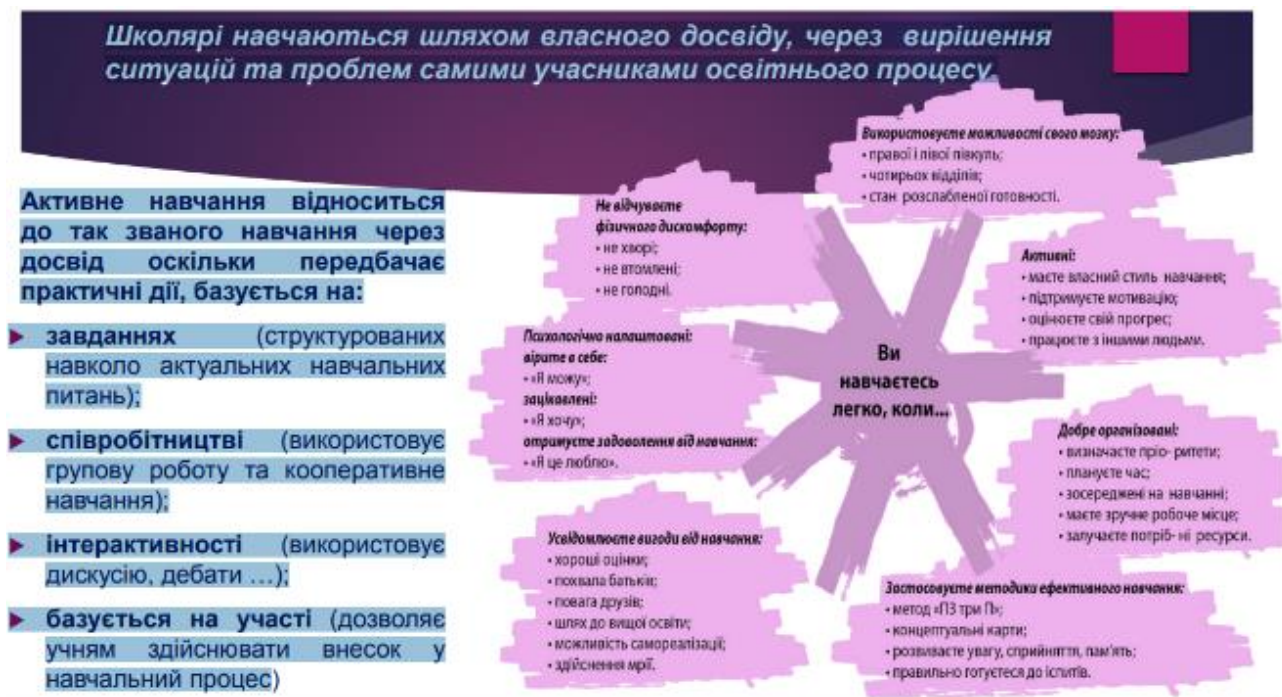 Школярі навчаються шляхом власного досвіду, через вирішення
ситуацій та проблем самими учасниками освітнього процесу.
Активне навчання відноситься
до так званого навчання через
досвід оскільки передбачає
практичні дії, базується на:
завданнях (структурованих
навколо актуальних навчальних
питань);
співробітництві (використовує
групову роботу та кооперативне
навчання);
інтерактивності (використовує
дискусію, дебати ...);
базується на участі (дозволяє
учням здійснювати внесок у
навчальний процес)
Ви
навчаєтесь
легко, коли...
Використовуєте можливості свого мозку:
• правої і лівої півкуль;
• чотирьох відділів;
• стан розслабленої готовності.
Активні:
• маєте власний стиль навчання;
• підтримуєте мотивацію;
• оцінюєте свій прогрес;
• працюєте з іншими людьми.
Добре організовані:
• визначаєте пріо- ритети;
• плануєте час;
• зосереджені на навчанні;
• маєте зручне робоче місце;
• залучаєте потріб- ні ресурси.
Застосовуєте методики ефективного навчання:
• метод «ПЗ три П»;
• концептуальні карти;
• розвиваєте увагу, сприйняття, пам'ять;
• правильно готуєтеся до іспитів.
Усвідомлюєте вигоди від навчання:
• хороші оцінки;
• похвала батьків;
• повага друзів;
• шлях до вищої освіти;
• можливість самореалізації;
• здійснення мрії.
Психологічно налаштовані:
вірите в себе:
• «Я можу»;
зацікавлені:
• «Я хочу»;
отримуєте задоволення від навчання:
• «Я це люблю».
Не відчуваєте
фізичного дискомфорту:
• не хворі;
• не втомлені;
• не голодні.